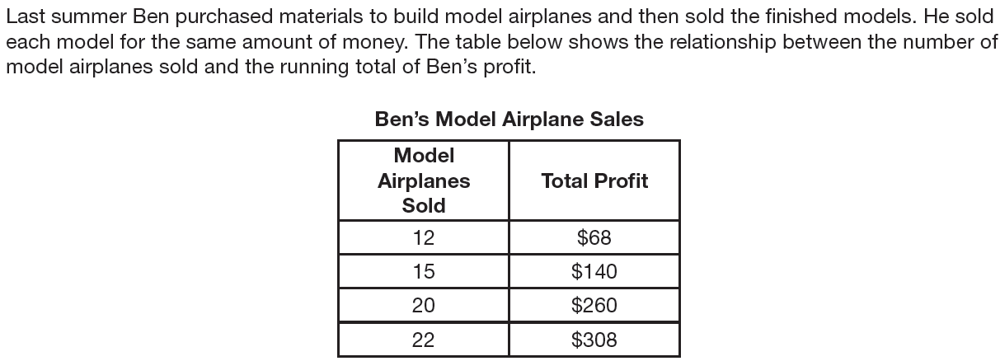 Last summer Ben purchased materials to build model airplanes and then sold the finished models. He sold
each model for the same amount of money. The table below shows the relationship between the number of
model airplanes sold and the running total of Ben’s profit.
Ben’s Model Airplane Sales
Model
Airplanes
Sold
Total Profit
12 $68
15 $140
20 $260
22 $308